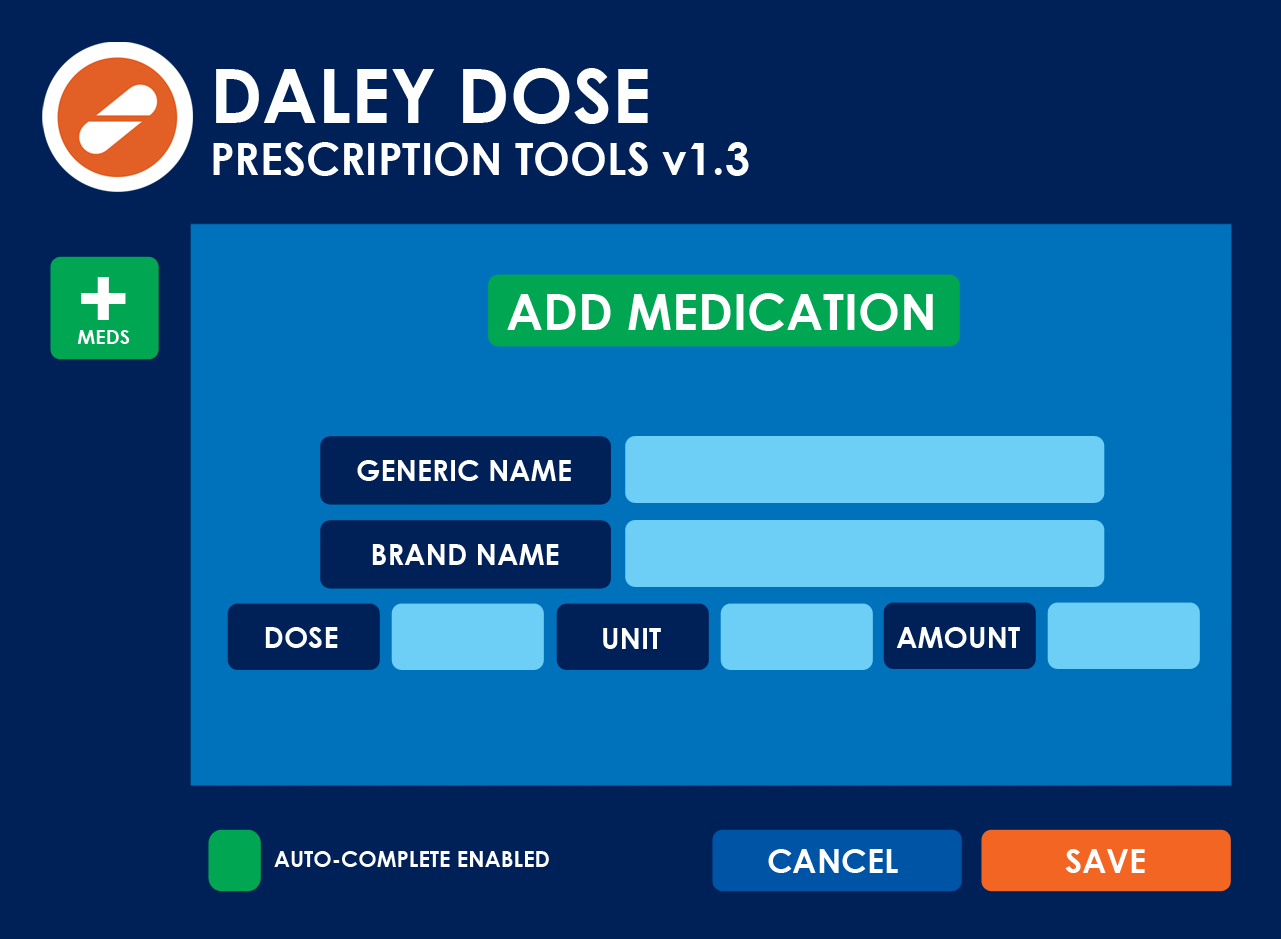 DALEY DOSE
PRESCRIPTION TOOLS v1.3
MEDS
ADD MEDICATION
GENERIC NAME
BRAND NAME
DOSE UNIT AMOUNT
AUTO-COMPLETE ENABLED CANCEL SAVE